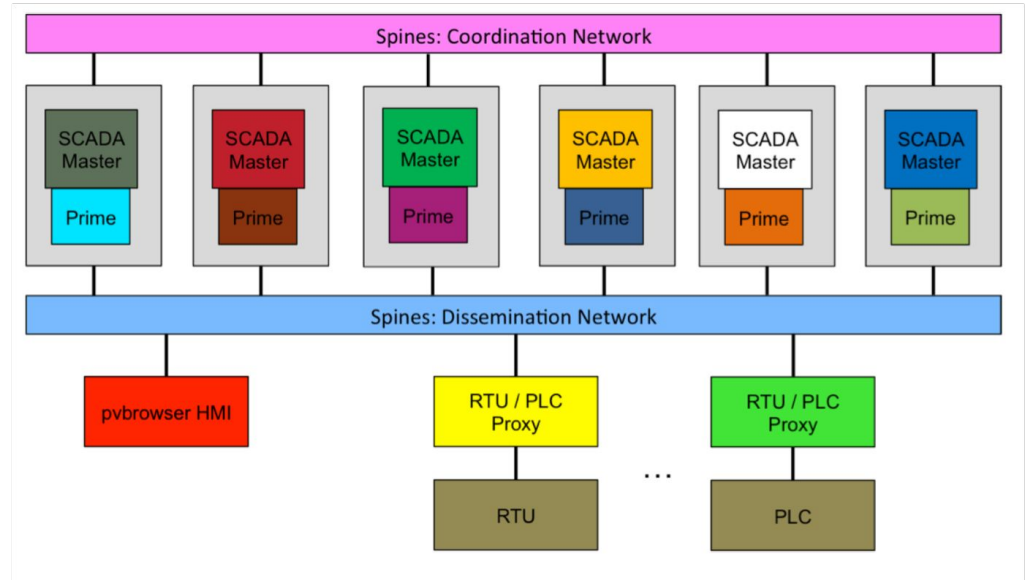 Spines: Coordination Network
SCADA
Master
Prime
SCADA
Master
Prime
SCADA
Master
Prime
SCADA
Master
Prime
SCADA
Master
Prime
SCADA
Master
Prime
Spines: Dissemination Network
pvbrowser HMI
RTU / PLC
Proxy
RTU / PLC
Proxy
RTU
...
PLC